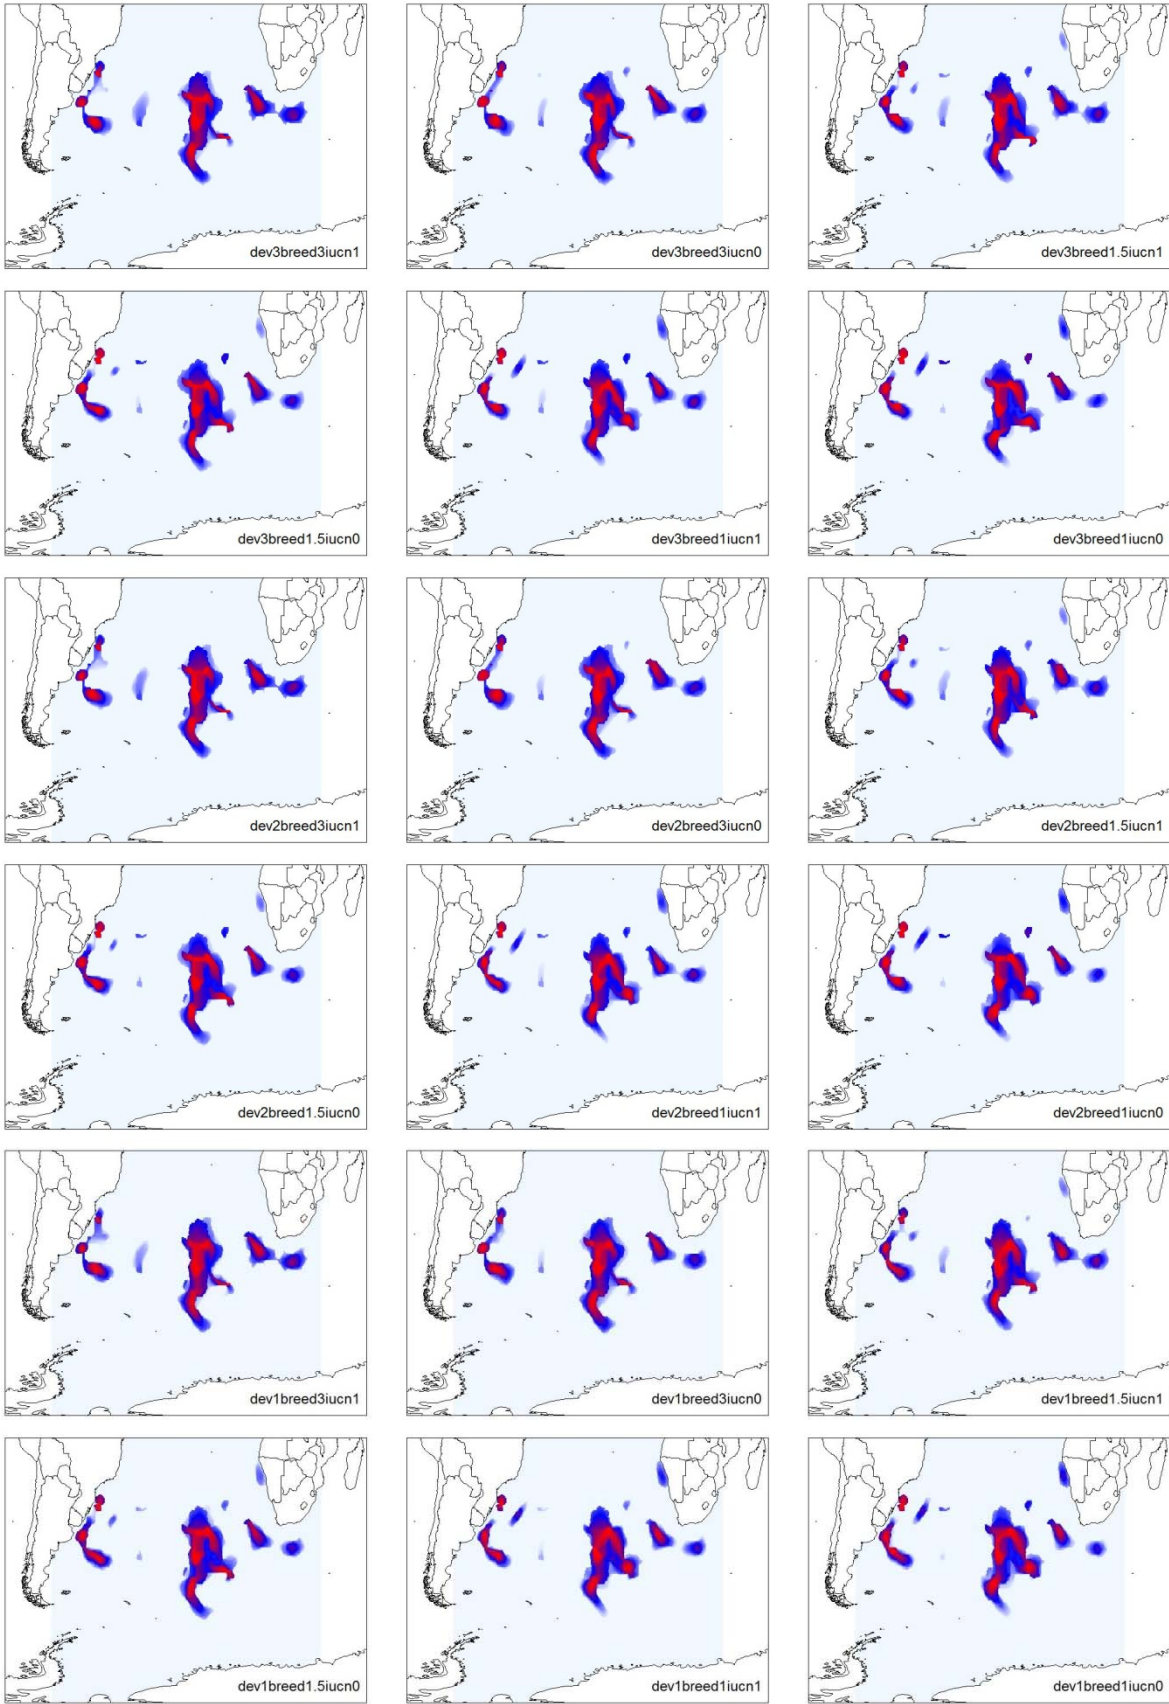 dev3breed3iucn1
dev3breed3iucn0
dev3breed1.5iucn1
dev3breed1.5iucn0
dev3breed1iucn1
dev3breed1iucn0
dev2breed3iucn1
dev2breed3iucn0
dev2breed1.5iucn1
dev2breed1.5iucn0
dev2breed1iucn1
dev2breed1iucn0
dev1breed3iucn1
dev1breed3iucn0
dev1breed1.5iucn1
dev1breed1.5iucn0
dev1breed1iucn1
dev1breed1iucn0